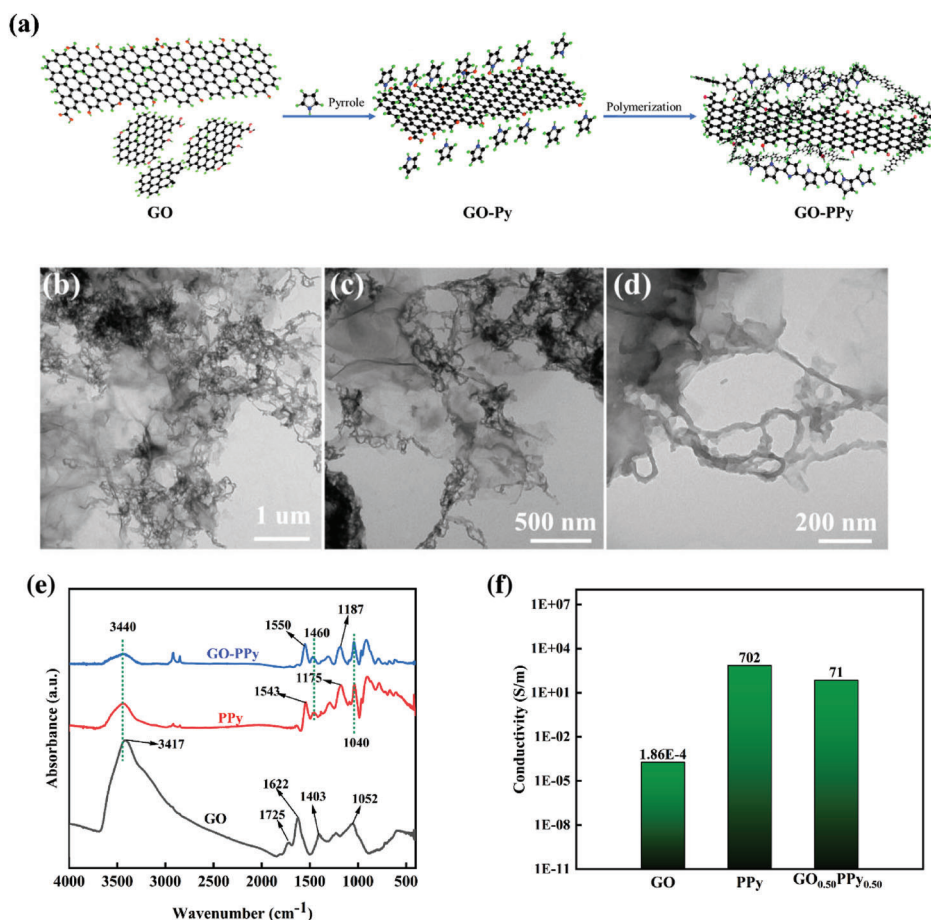 (a)
Pyrrole
Polymerization
GO
GO-Py
GO-PPy
(b)
1 um
(c)
500 nm
(d)
200 nm
(e)
3440
1550
1460
1187
GO-PPy
1175
1543
PPy
1040
3417
1622
1403
1052
1725
GO
Absorbance (a.u.)
4000 3500 3000 2500 2000 1500 1000 500
Wavenumber (cm⁻¹)
(f)
Conductivity (S/m)
1E+07
1E+04
1E+01
1E-02
1E-05
1E-08
1E-11
1.86E-4
702
71
GO PPy GO₀.₅₀PPy₀.₅₀